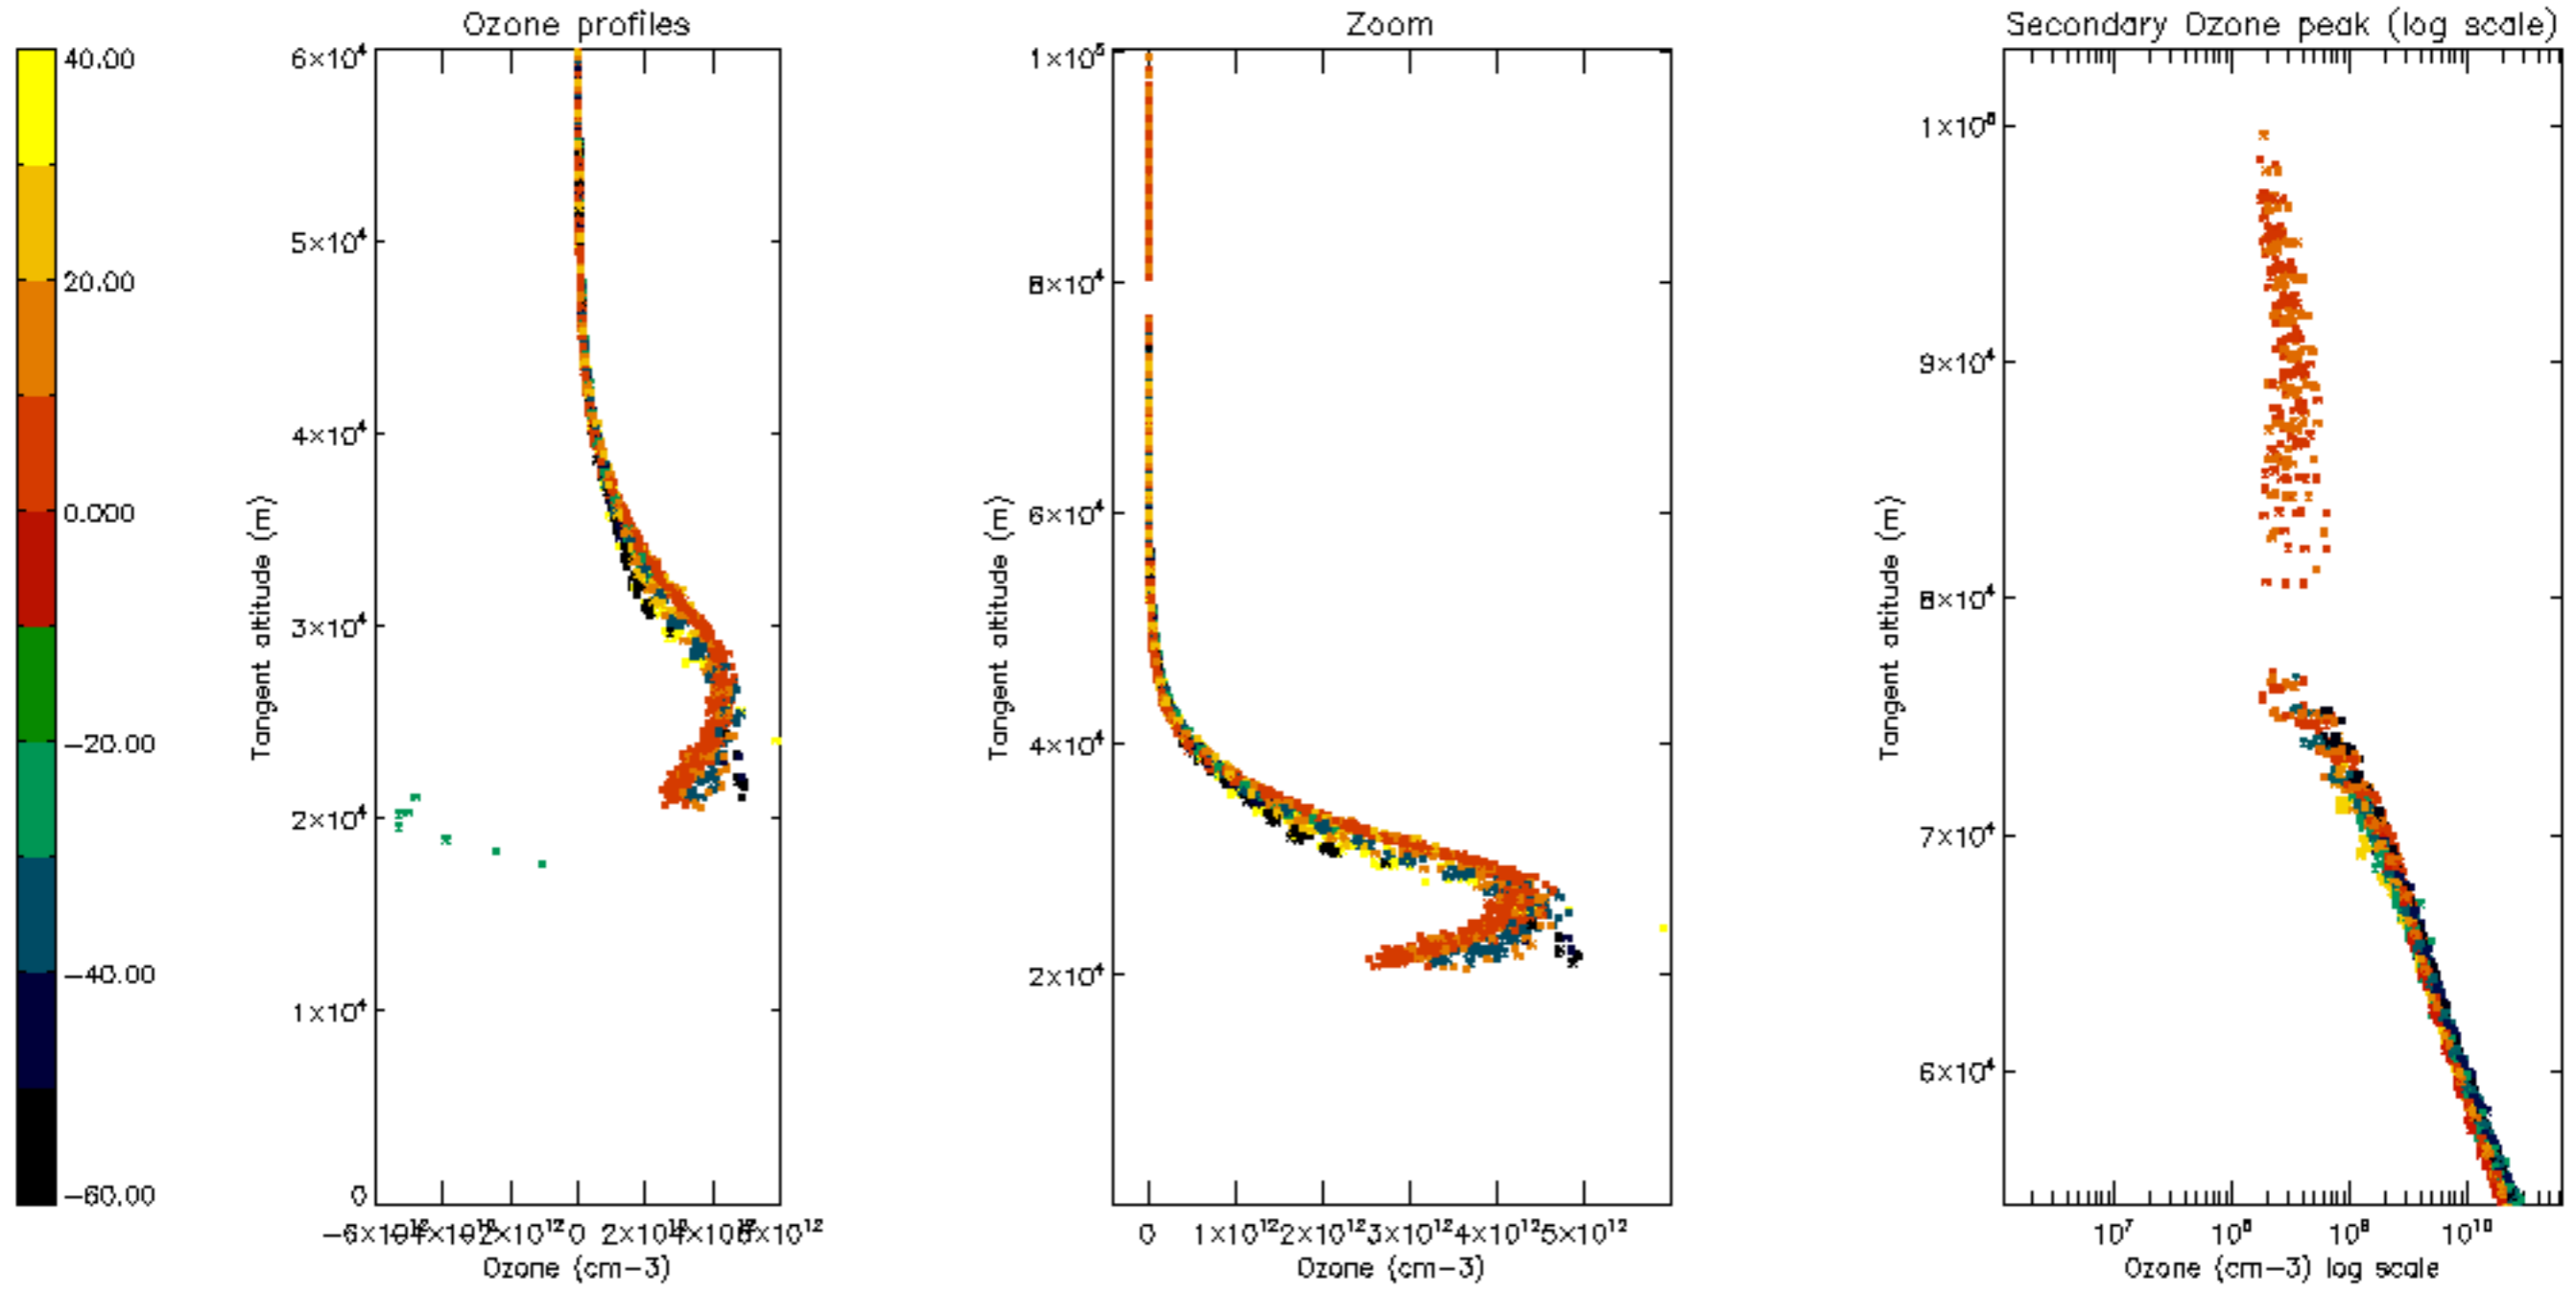 Ozone profiles
Zoom
Secondary Ozone peak (log scale)
40.00
20.00
0.000
−20.00
−40.00
−60.00
6×10⁴
5×10⁴
4×10⁴
3×10⁴
2×10⁴
1×10⁴
0
Tangent altitude (m)
2×10¹² 0
6×10¹²
Ozone (cm−3)
1×10⁵
8×10⁴
6×10⁴
4×10⁴
2×10⁴
Tangent altitude (m)
0 1×10¹² 2×10¹² 3×10¹² 4×10¹² 5×10¹²
Ozone (cm−3)
1×10⁵
9×10⁴
8×10⁴
7×10⁴
6×10⁴
Tangent altitude (m)
10⁷ 10⁸ 10⁹ 10¹⁰
Ozone (cm−3) log scale